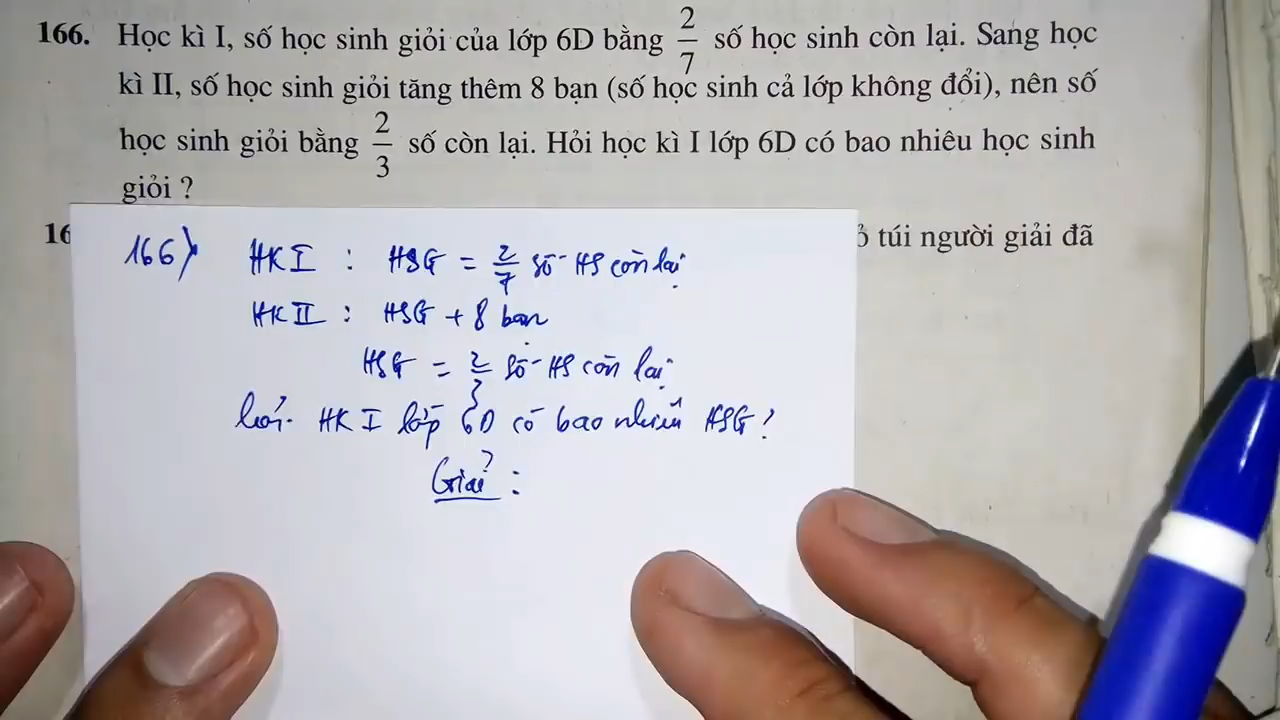 166. Học kì I, số học sinh giỏi của lớp 6D bằng 2/7 số học sinh còn lại. Sang học
kì II, số học sinh giỏi tăng thêm 8 bạn (số học sinh cả lớp không đổi), nên số
học sinh giỏi bằng 2/3 số còn lại. Hỏi học kì I lớp 6D có bao nhiêu học sinh
giỏi ?
16 túi người giải đã
166) HKI : HSG = 2/7 số HS còn lại
HKII : HSG + 8 bạn
HSG = 2/3 số HS còn lại
hỏi HK I lớp 6D có bao nhiêu HSG ?
Giải :